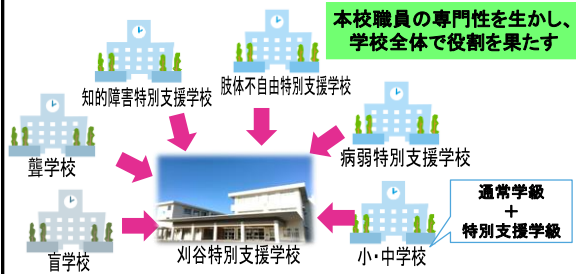 本校職員の専門性を生かし、
学校全体で役割を果たす
知的障害特別支援学校
肢体不自由特別支援学校
聾学校
病弱特別支援学校
盲学校
刈谷特別支援学校
小・中学校
通常学級
＋
特別支援学級